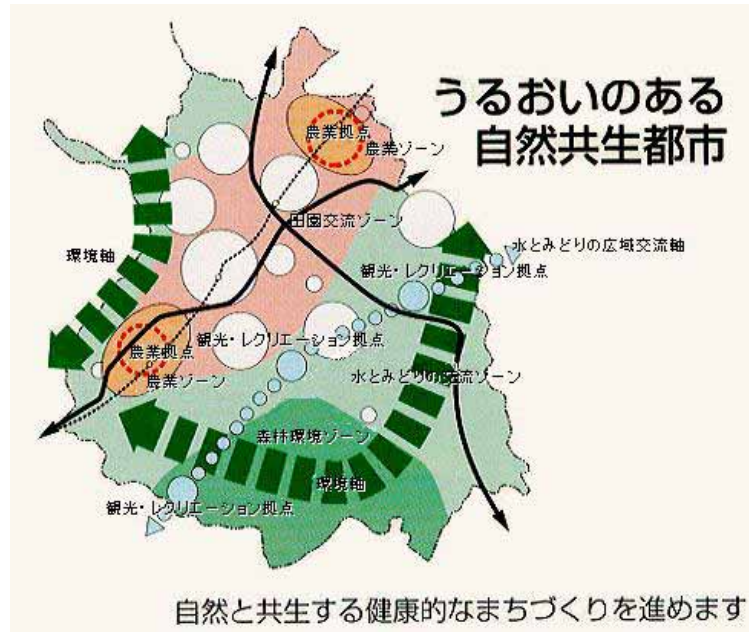 うるおいのある
自然共生都市
農業拠点
農業ゾーン
田園交流ゾーン
水とみどりの広域交流軸
環境軸
観光・レクリエーション拠点
観光・レクリエーション拠点
農業拠点
農業ゾーン
水とみどりの交流ゾーン
森林環境ゾーン
環境軸
観光・レクリエーション拠点
自然と共生する健康的なまちづくりを進めます